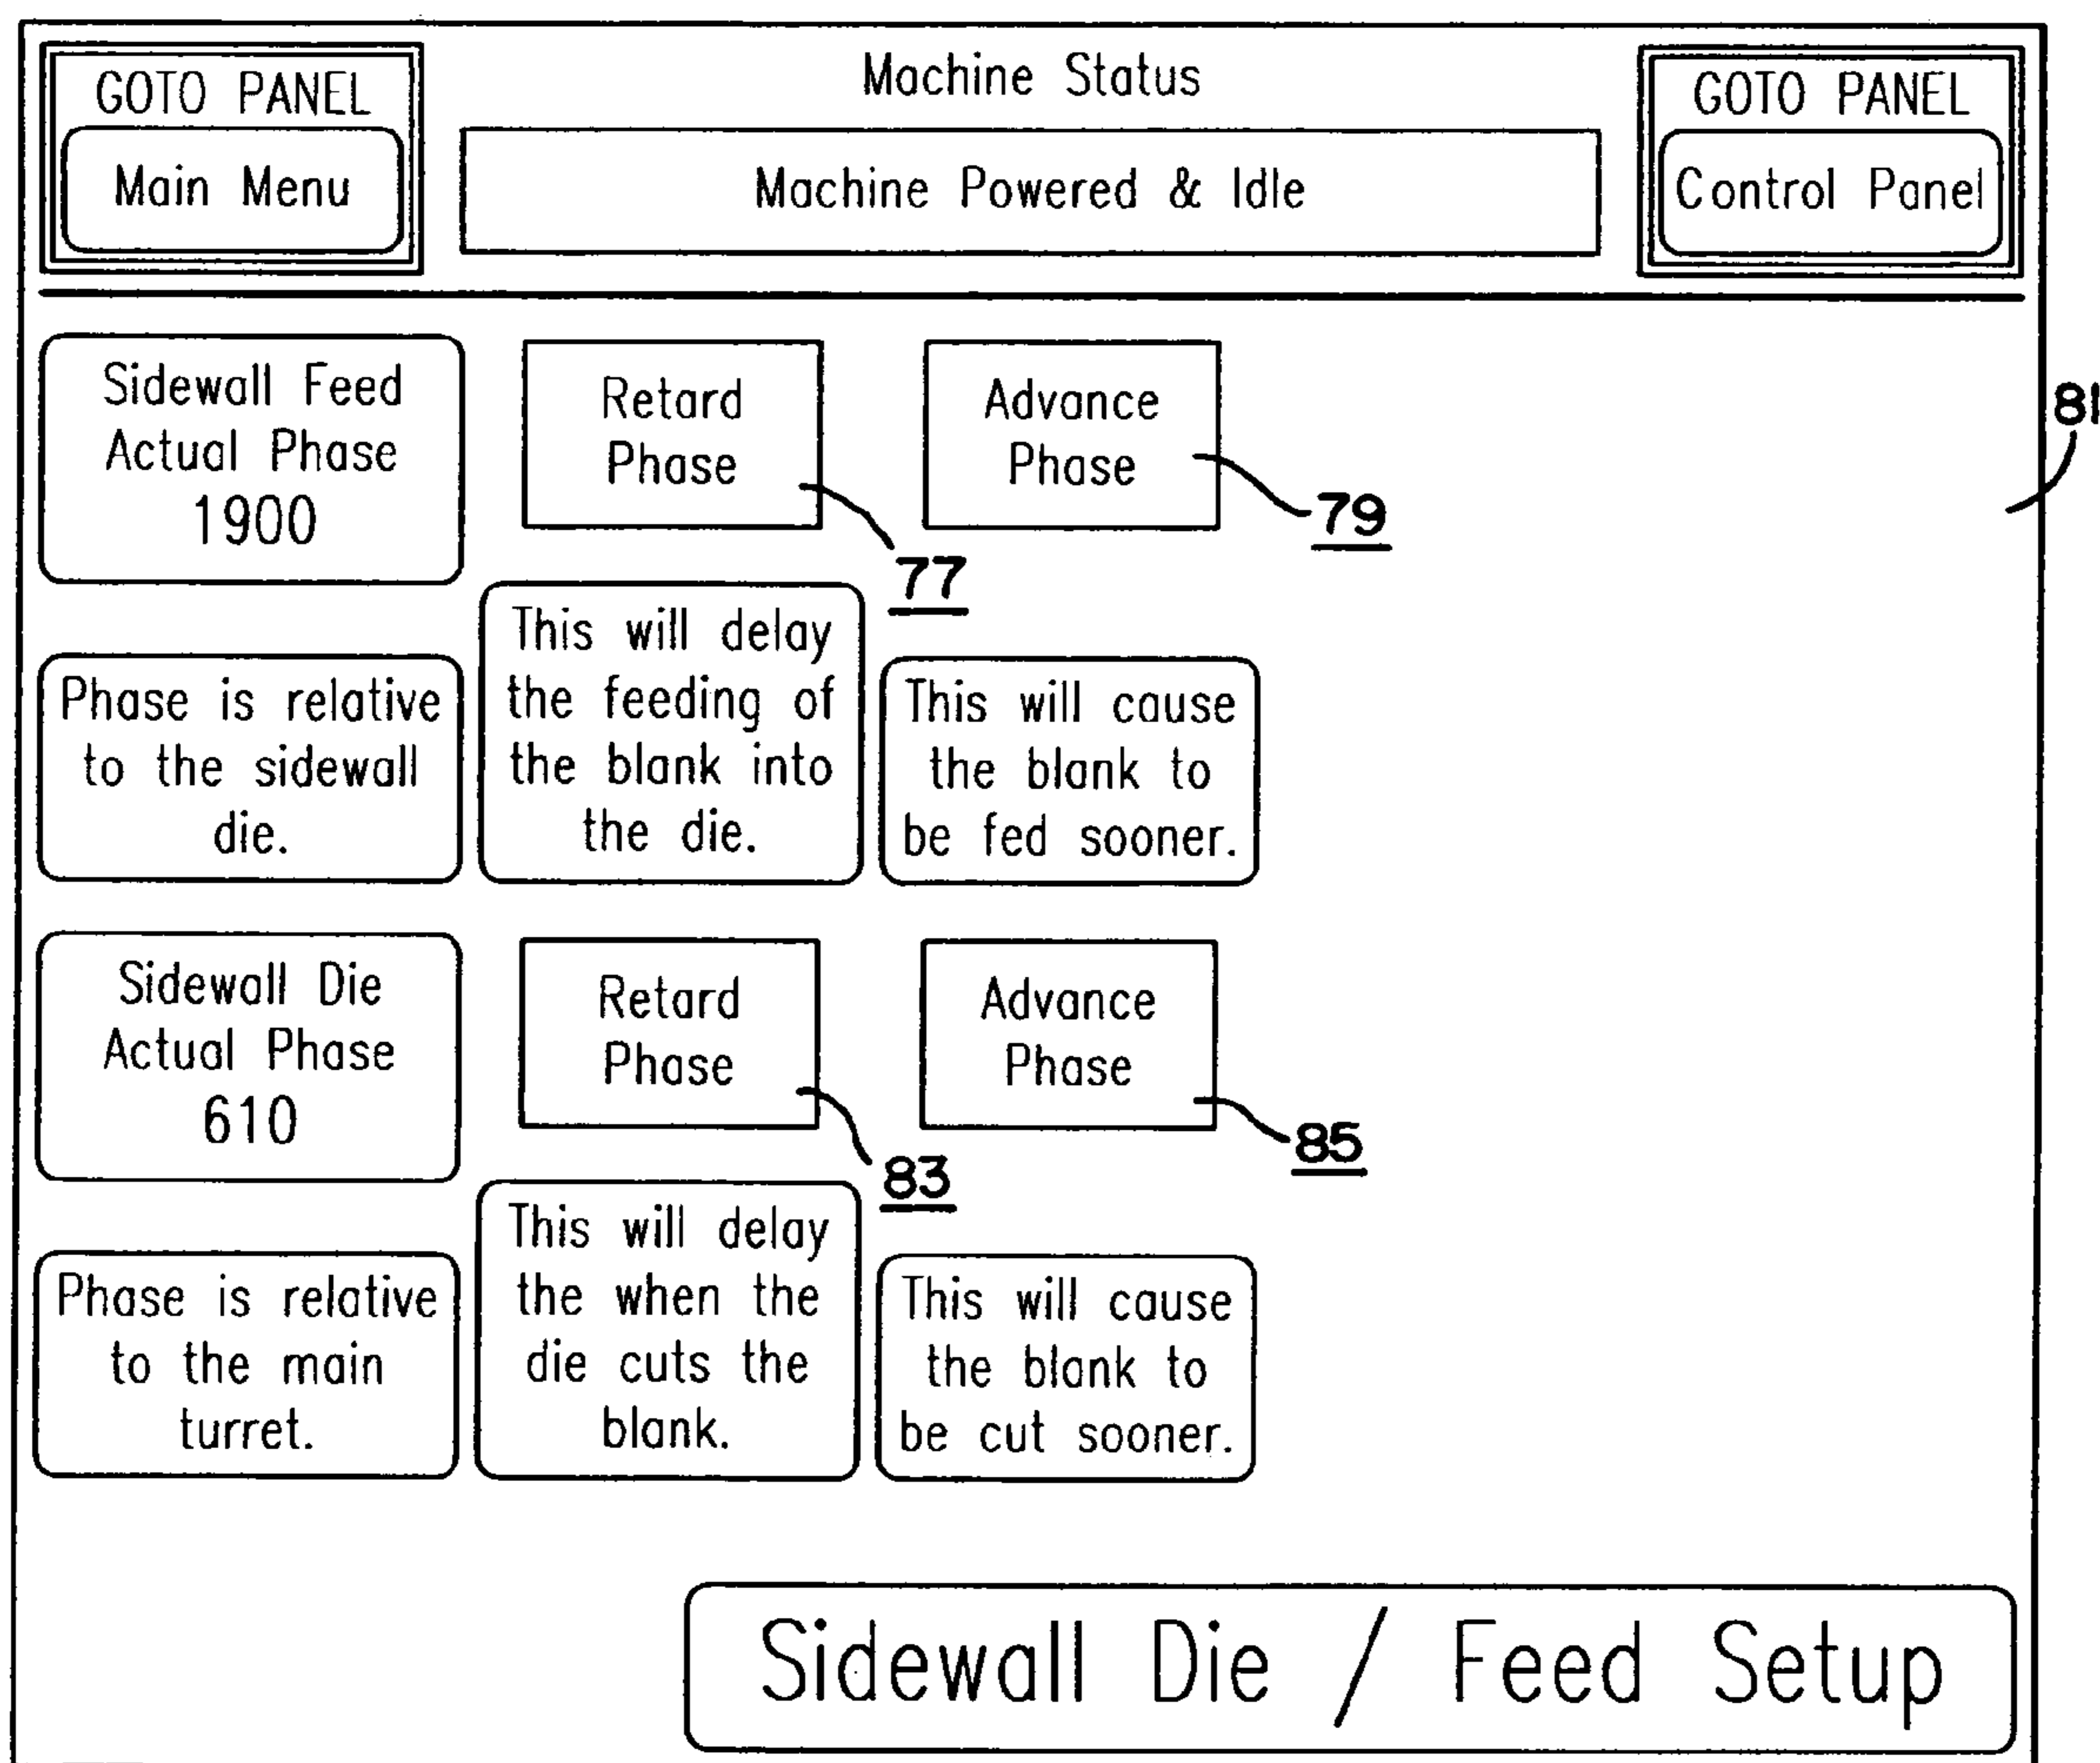 GOTO PANEL
Main Menu
Machine Status
Machine Powered & Idle
GOTO PANEL
Control Panel
Sidewall Feed
Actual Phase
1900
Retard
Phase
Advance
Phase
81
79
77
Phase is relative
to the sidewall
die.
This will delay
the feeding of
the blank into
the die.
This will cause
the blank to
be fed sooner.
Sidewall Die
Actual Phase
610
Retard
Phase
Advance
Phase
85
83
Phase is relative
to the main
turret.
This will delay
the when the
die cuts the
blank.
This will cause
the blank to
be cut sooner.
Sidewall Die / Feed Setup